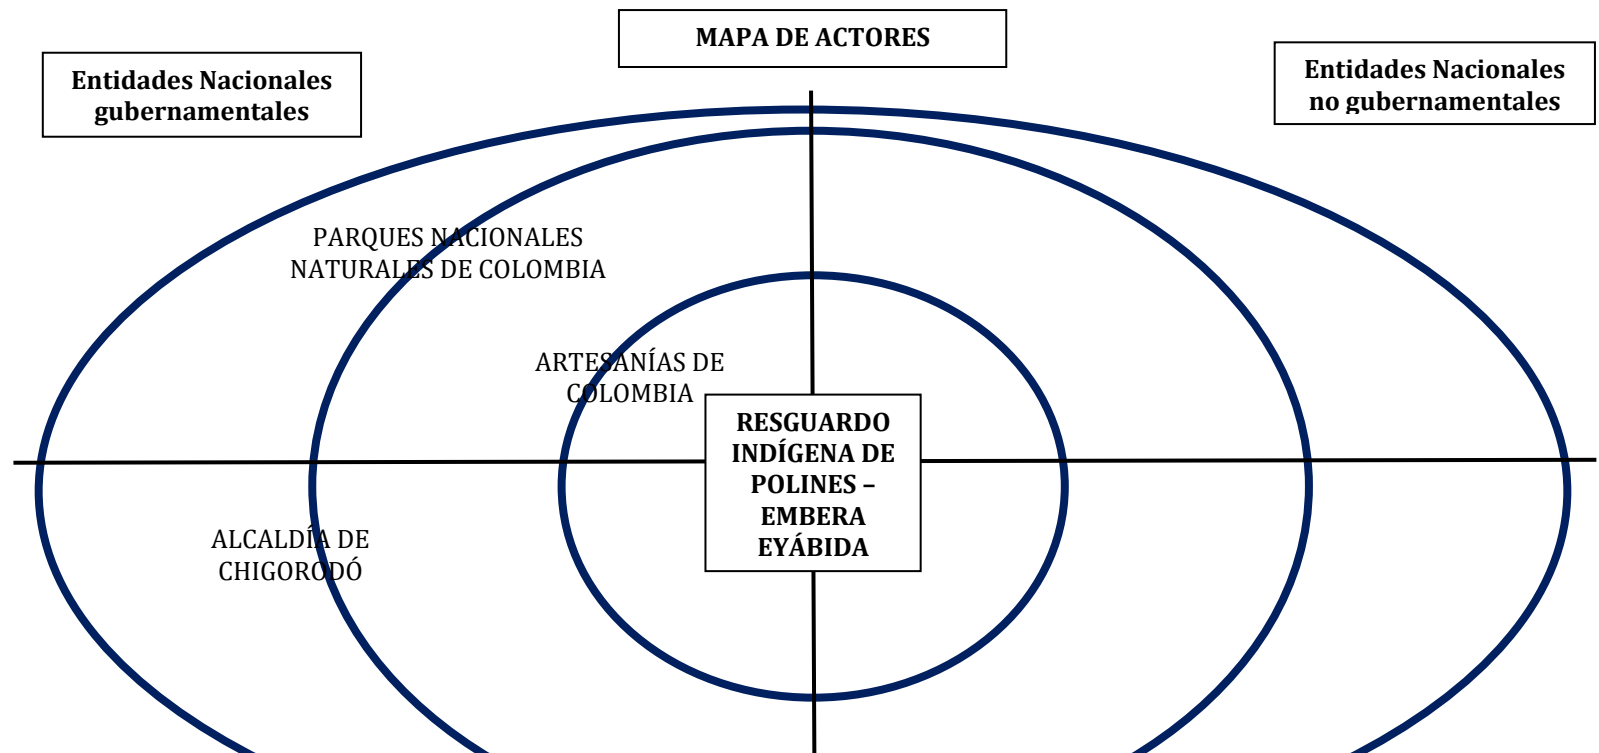 MAPA DE ACTORES
Entidades Nacionales
gubernamentales
Entidades Nacionales
no gubernamentales
PARQUES NACIONALES
NATURALES DE COLOMBIA
ARTESANÍAS DE
COLOMBIA
RESGUARDO
INDÍGENA DE
POLINES –
EMBERA
EYÁBIDA
ALCALDÍA DE
CHIGORODÓ